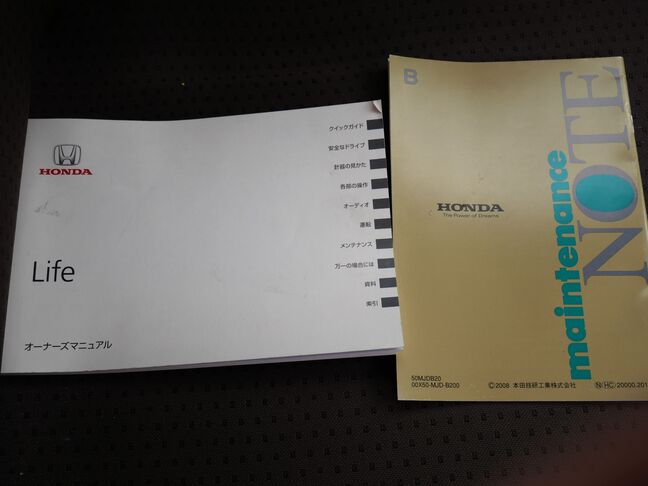 HONDA
Life
オーナーズマニュアル
クイックガイド
安全なドライブ
計器の見かた
各部の操作
オーディオ
運転
メンテナンス
万一の場合には
資料
索引
B
HONDA
The Power of Dreams
maintenance
NOTE
50MJDB20
00X50-MJD-B200
©2008 本田技研工業株式会社
N HC 20000.201